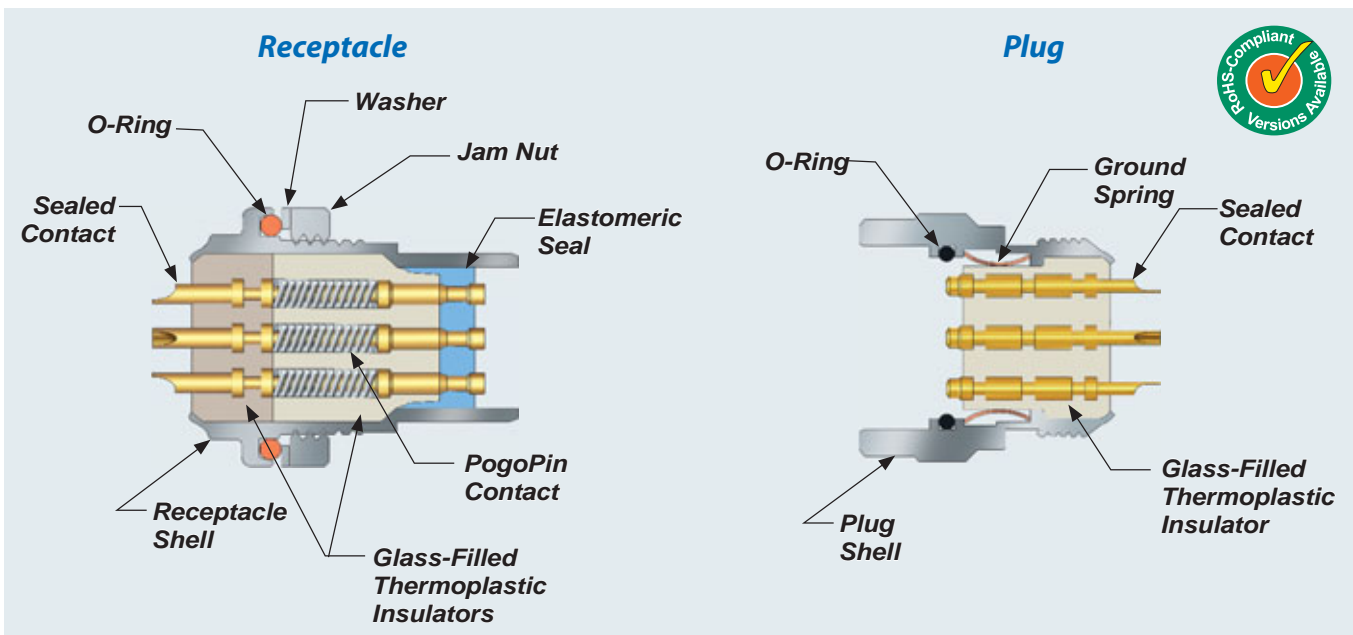 Receptacle
Washer
O-Ring
Jam Nut
Sealed
Contact
Elastomeric
Seal
PogoPin
Contact
Receptacle
Shell
Glass-Filled
Thermoplastic
Insulators
Plug
RoHS-Compliant
Versions Available
O-Ring
Ground
Spring
Sealed
Contact
Glass-Filled
Thermoplastic
Insulator
Plug
Shell